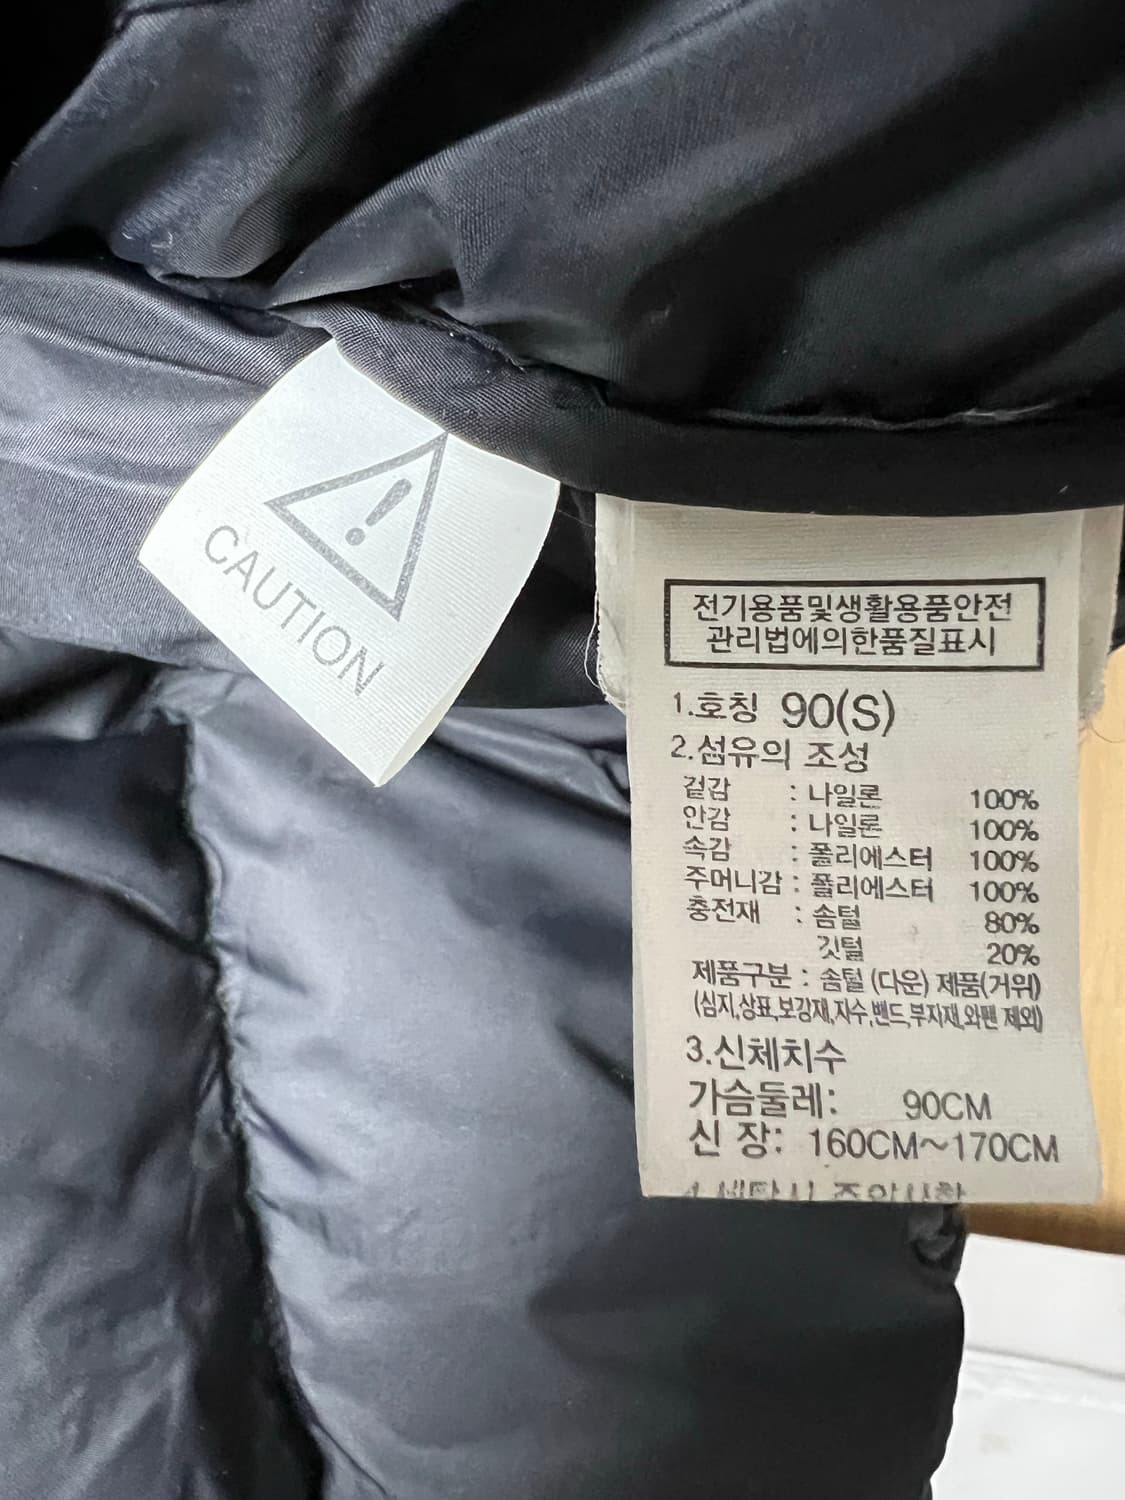 CAUTION
전기용품및생활용품안전
관리법에의한품질표시
1.호칭 90(S)
2.섬유의 조성
겉감 : 나일론 100%
안감 : 나일론 100%
속감 : 폴리에스터 100%
주머니감 : 폴리에스터 100%
충전재 : 솜털 80%
깃털 20%
제품구분 : 솜털 (다운) 제품(거위)
(심지,상표,보강재,자수,밴드,부자재,와펜 제외)
3.신체치수
가슴둘레: 90CM
신 장: 160CM~170CM